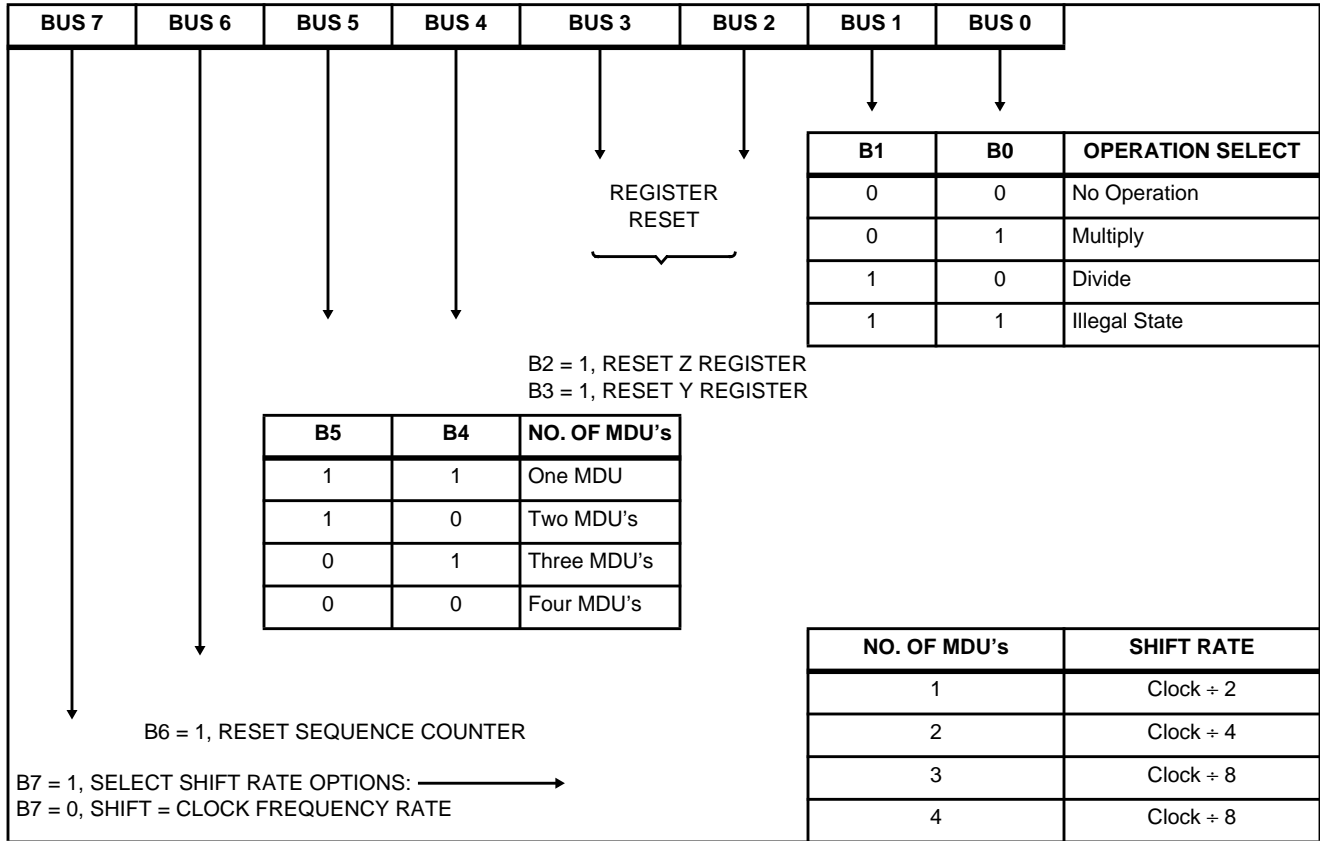 BUS 7 BUS 6 BUS 5 BUS 4 BUS 3 BUS 2 BUS 1 BUS 0
B1 B0 OPERATION SELECT
0 0 No Operation
0 1 Multiply
1 0 Divide
1 1 Illegal State
REGISTER
RESET
B2 = 1, RESET Z REGISTER
B3 = 1, RESET Y REGISTER
B5 B4 NO. OF MDU's
1 1 One MDU
1 0 Two MDU's
0 1 Three MDU's
0 0 Four MDU's
NO. OF MDU's SHIFT RATE
1 Clock ÷ 2
2 Clock ÷ 4
3 Clock ÷ 8
4 Clock ÷ 8
B6 = 1, RESET SEQUENCE COUNTER
B7 = 1, SELECT SHIFT RATE OPTIONS:
B7 = 0, SHIFT = CLOCK FREQUENCY RATE